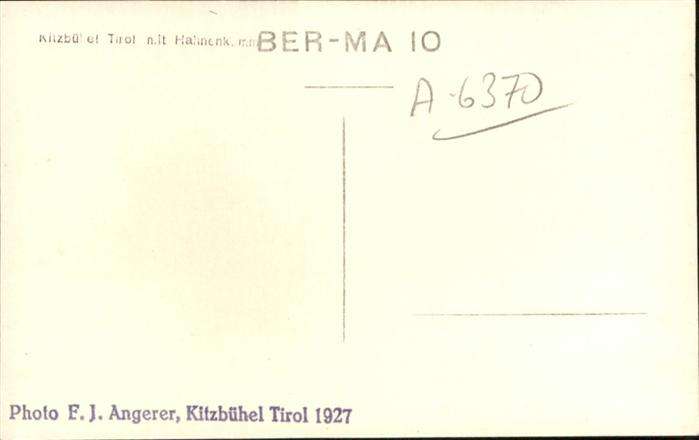 Kitzbühel Tirol mit Hahnenkamm BER-MA 10
A-6370
Photo F. J. Angerer, Kitzbühel Tirol 1927